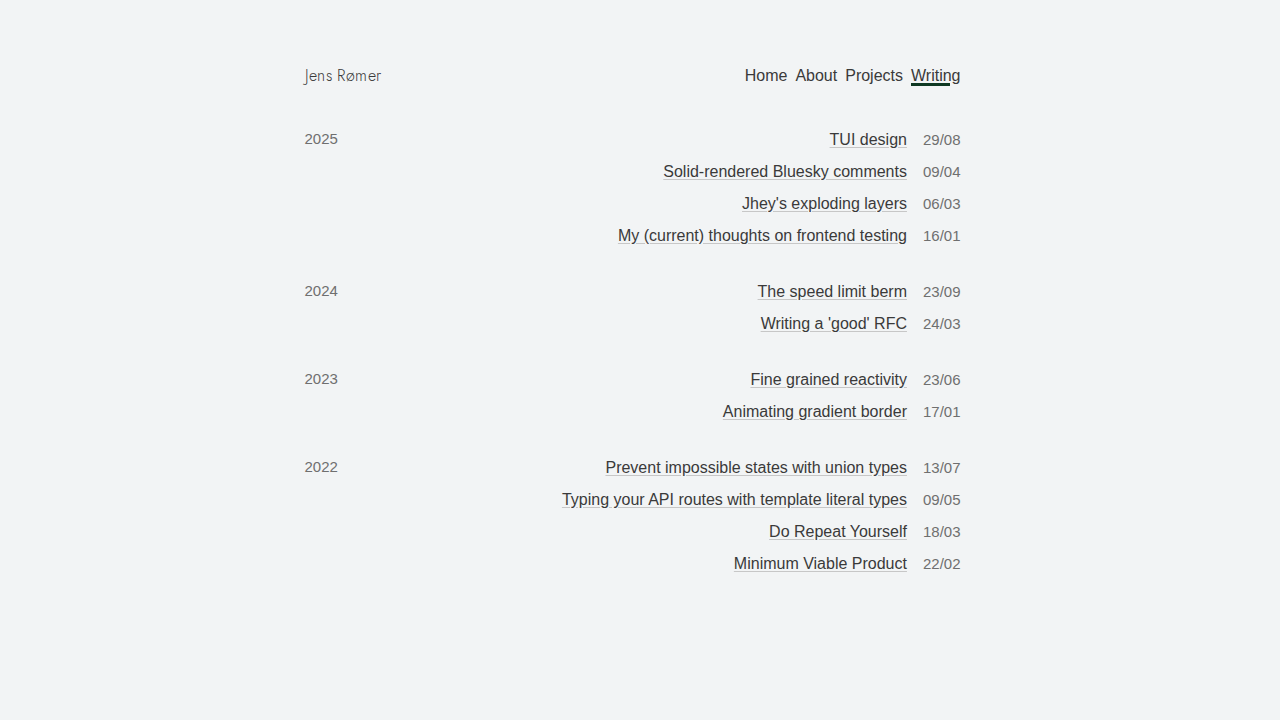 Jens Rømer Home About Projects Writing
2025 TUI design 29/08
Solid-rendered Bluesky comments 09/04
Jhey's exploding layers 06/03
My (current) thoughts on frontend testing 16/01
2024 The speed limit berm 23/09
Writing a 'good' RFC 24/03
2023 Fine grained reactivity 23/06
Animating gradient border 17/01
2022 Prevent impossible states with union types 13/07
Typing your API routes with template literal types 09/05
Do Repeat Yourself 18/03
Minimum Viable Product 22/02